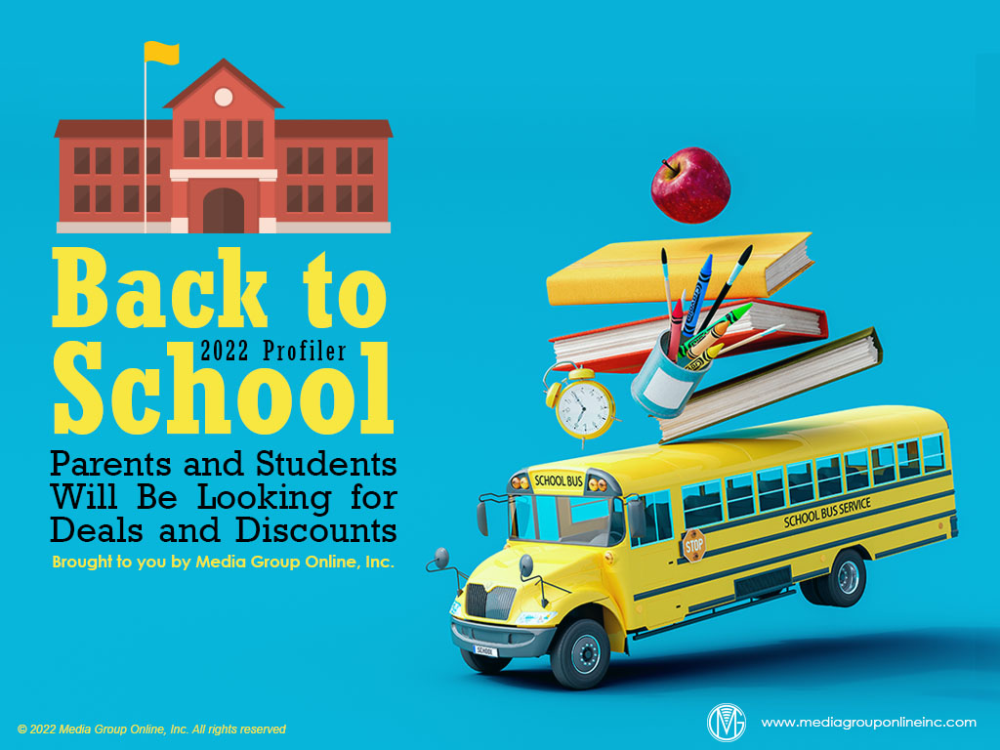 Back to
2022 Profiler
School
Parents and Students
Will Be Looking for
Deals and Discounts
Brought to you by Media Group Online, Inc.
SCHOOL BUS
STOP
SCHOOL BUS SERVICE
SCHOOL
© 2022 Media Group Online, Inc. All rights reserved
www.mediagrouponlineinc.com